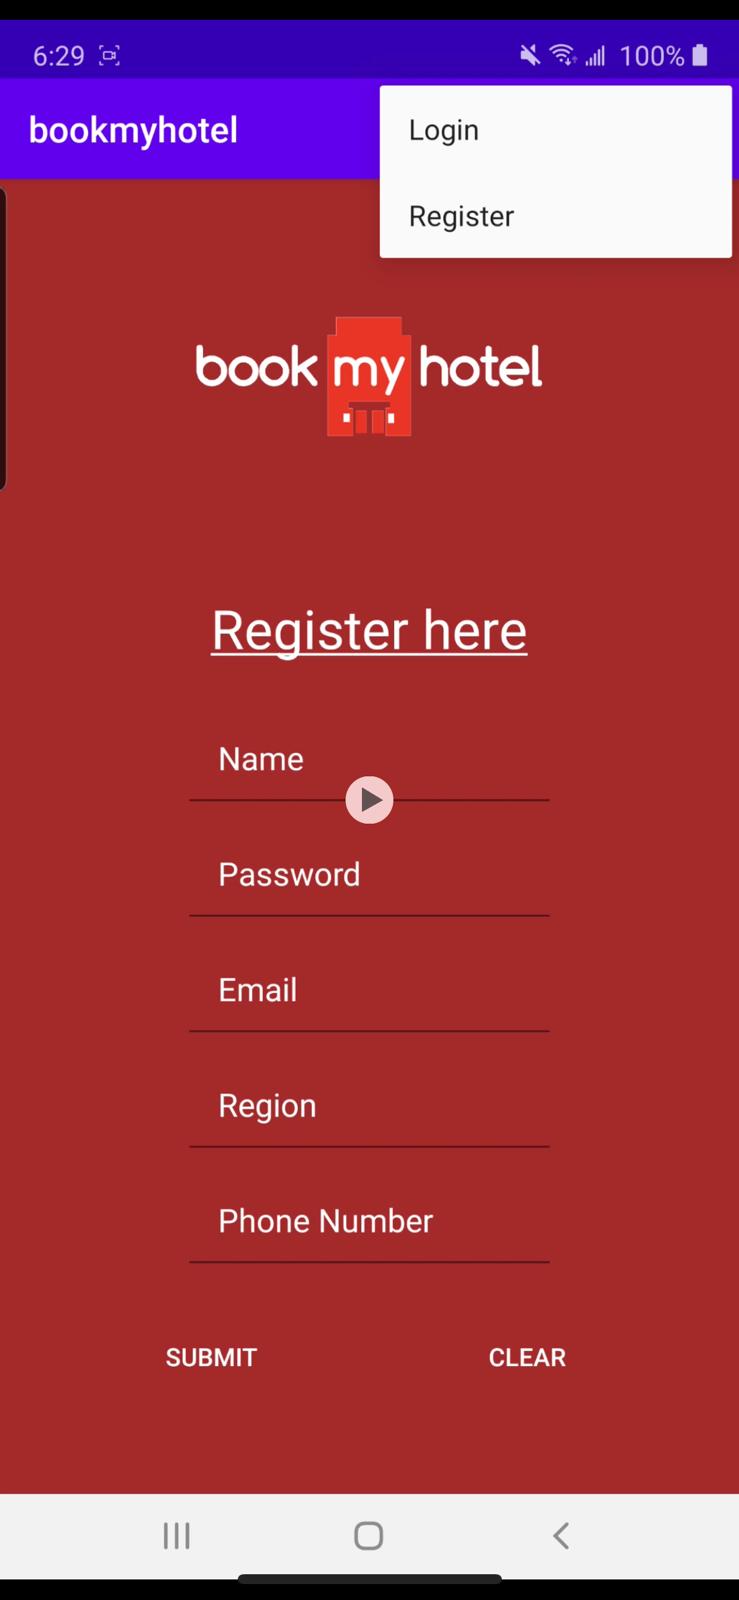 6:29 100%
bookmyhotel
Login
Register
book my hotel
Register here
Name
Password
Email
Region
Phone Number
SUBMIT CLEAR